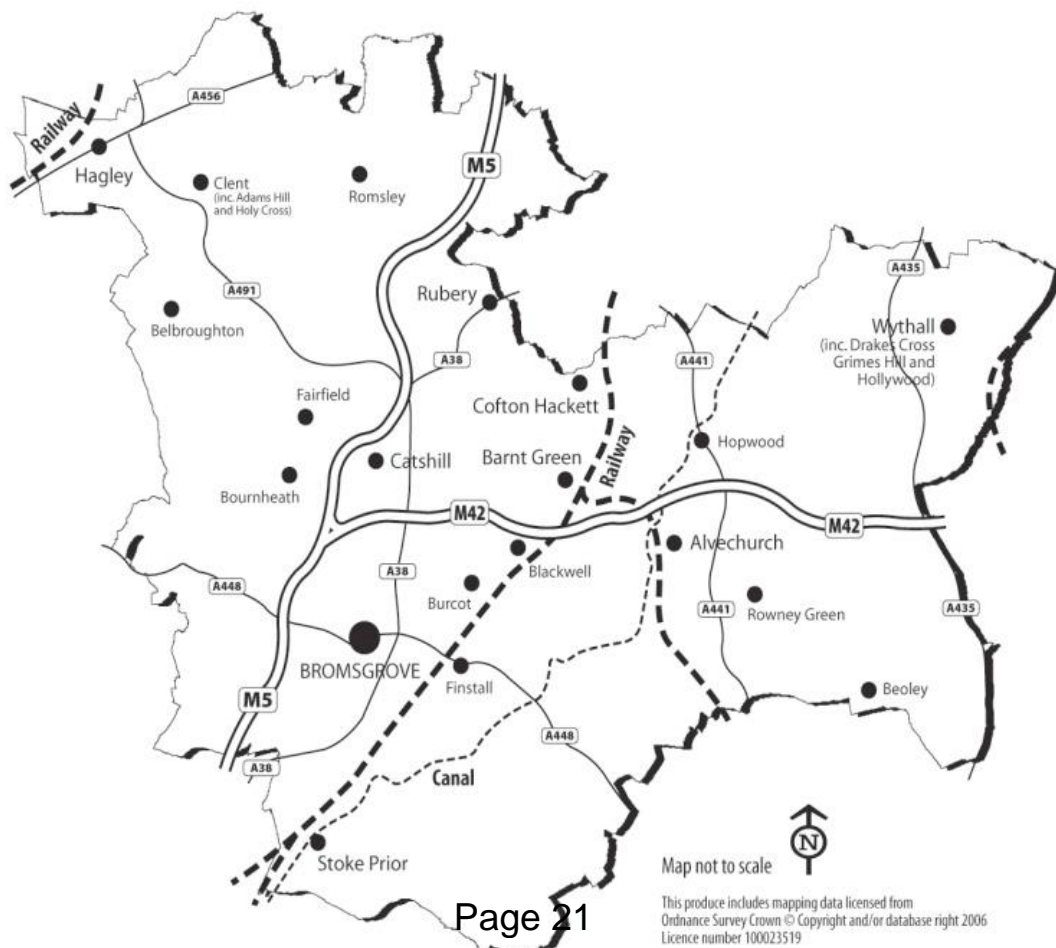 A456
Railway
Hagley
Clent
(inc. Adams Hill
and Holy Cross)
Romsley
M5
A435
A491
Rubery
Belbroughton
Wythall
(inc. Drakes Cross
Grimes Hill and
Hollywood)
A38
A441
Fairfield
Cofton Hackett
Railway
Hopwood
Catshill
Barnt Green
Bournheath
M42
M42
Alvechurch
Blackwell
A448
A38
Burcot
A441
Rowney Green
A435
BROMSGROVE
Finstall
M5
Beoley
A448
A38
Canal
Stoke Prior
N
Map not to scale
This produce includes mapping data licensed from
Ordnance Survey Crown © Copyright and/or database right 2006
Licence number 100023519
Page 21